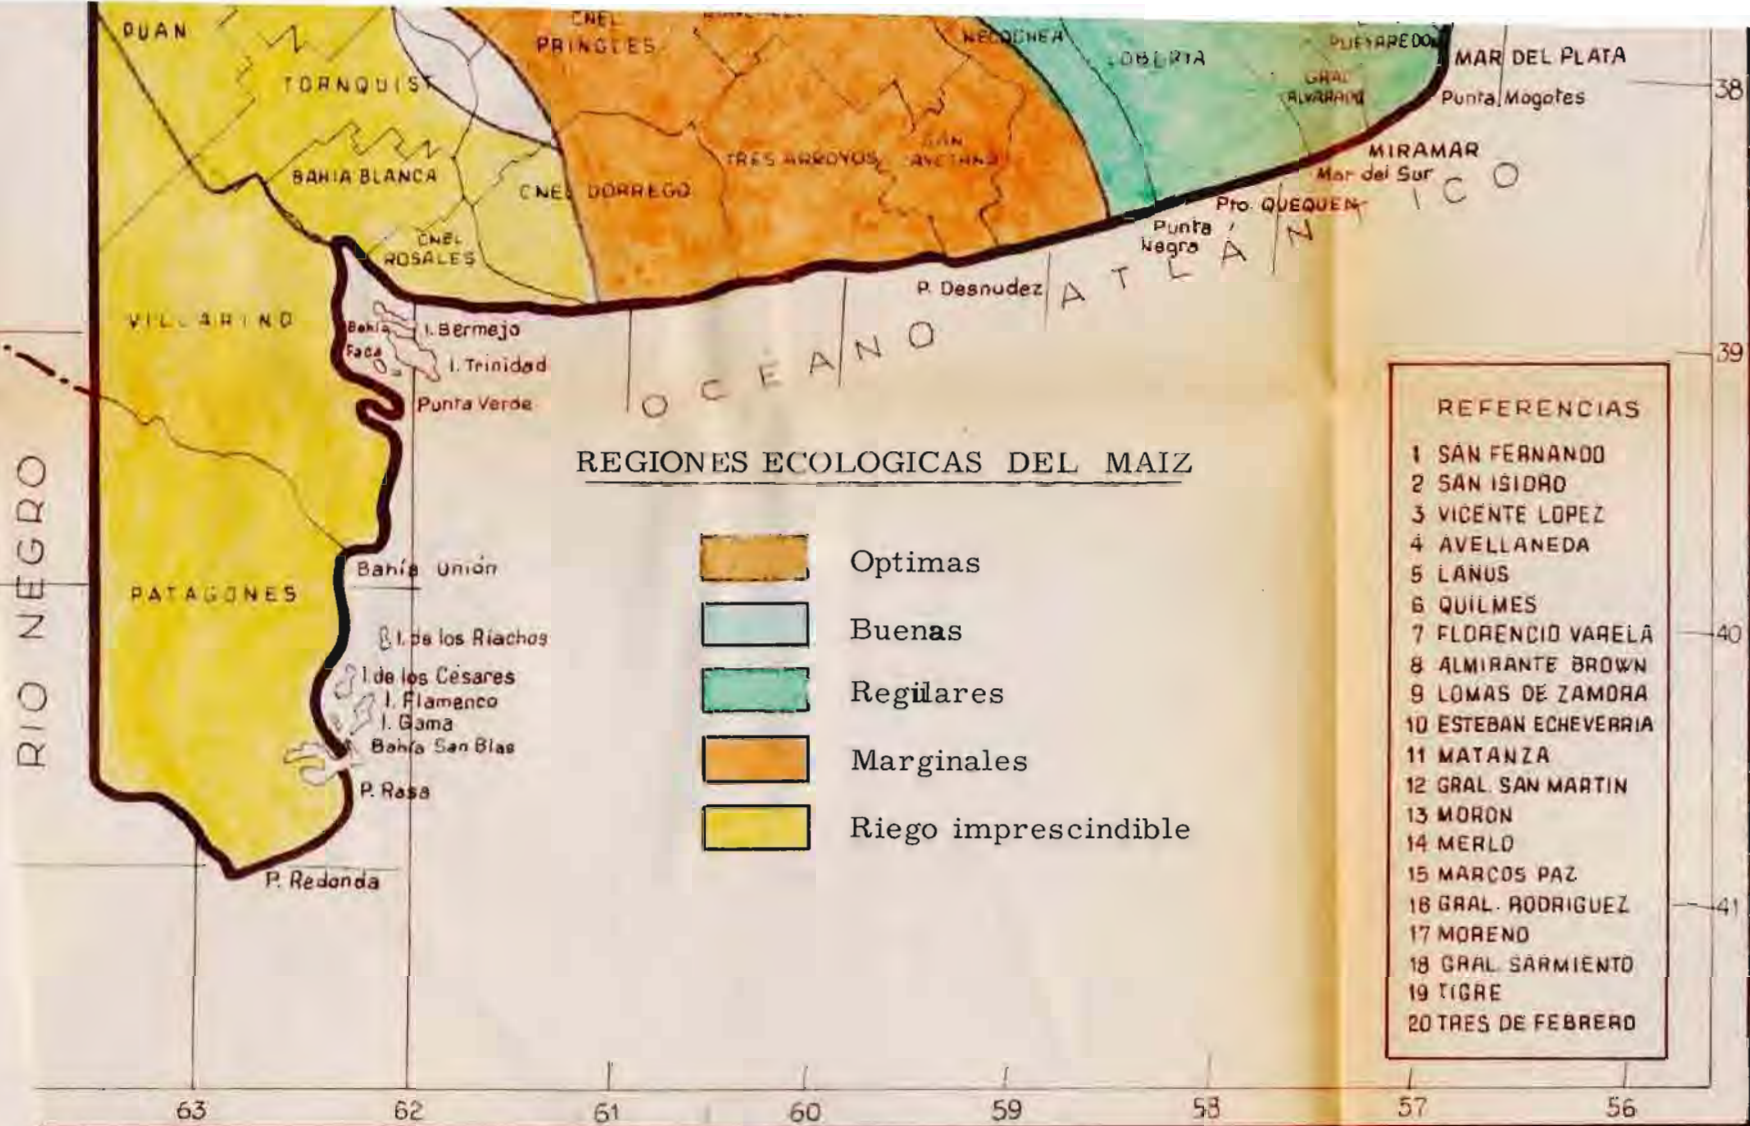 PUAN
CNEL
PRINGLES
NECOCHEA
LOBERIA
PUEYRREDON
MAR DEL PLATA
38
TORNQUIST
GRAL
ALVARADO
Punta Mogotes
MIRAMAR
BAHIA BLANCA
TRES ARROYOS
SAN
CAYETANO
Mar del Sur
CNEL DORREGO
Pto. QUEQUEN
Punta
Negra
CNEL
ROSALES
P. Desnudez
OCÉANO ATLÁNTICO
VILLARINO
Bahía
I. Bermejo
39
I. Trinidad
Punta Verde
REFERENCIAS
REGIONES ECOLOGICAS DEL MAIZ
1 SAN FERNANDO
2 SAN ISIDRO
3 VICENTE LOPEZ
4 AVELLANEDA
5 LANUS
6 QUILMES
7 FLORENCIO VARELA
8 ALMIRANTE BROWN
9 LOMAS DE ZAMORA
10 ESTEBAN ECHEVERRIA
11 MATANZA
12 GRAL. SAN MARTIN
13 MORON
14 MERLO
15 MARCOS PAZ
16 GRAL. RODRIGUEZ
17 MORENO
18 GRAL. SARMIENTO
19 TIGRE
20 TRES DE FEBRERO
Optimas
Buenas
Regulares
Marginales
Riego imprescindible
RIO NEGRO
Bahía Unión
PATAGONES
I. de los Riachos
I. de los Césares
I. Flamenco
I. Gama
Bahía San Blas
P. Rasa
P. Redonda
40
41
63 62 61 60 59 58 57 56